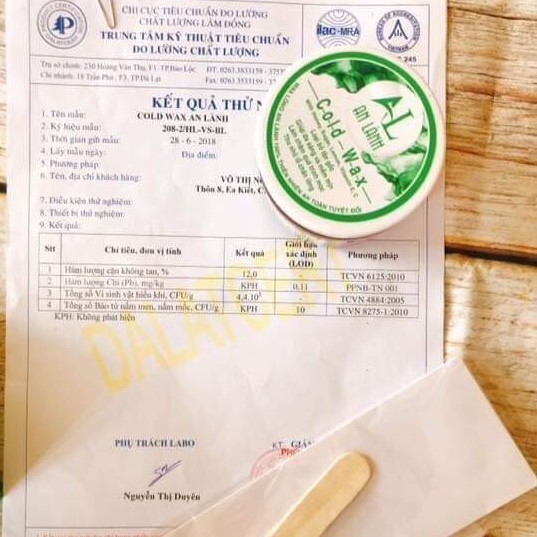 CHI CỤC TIÊU CHUẨN ĐO LƯỜNG
CHẤT LƯỢNG LÂM ĐỒNG
TRUNG TÂM KỸ THUẬT TIÊU CHUẨN
ĐO LƯỜNG CHẤT LƯỢNG
ilac-MRA
Trụ sở chính: 230 Hoàng Văn Thụ, F1, TP.Bảo Lộc
ĐT: 0263.3833159
Chi nhánh: 18 Trần Phú, F3, TP.Đà Lạt
Fax: 0263.3833159
KẾT QUẢ THỬ
1. Tên mẫu: COLD WAX AN LÀNH
2. Ký hiệu mẫu: 208-2/HL-VS-BL
3. Thời gian gửi mẫu: 28 - 6 - 2018
4. Lấy mẫu ngày: Địa điểm:
5. Phương pháp:
6. Tên, địa chỉ khách hàng: VÕ THỊ
Thôn 8, Ea Kiết,
7. Điều kiện thử nghiệm:
8. Thiết bị thử nghiệm:
9. Kết quả:
AL
AN LÀNH
Cold Wax
Stt Chỉ tiêu, đơn vị tính Kết quả Giới hạn xác định (LOD) Phương pháp
1 Hàm lượng cặn không tan, % 12,0 - TCVN 6125:2010
2 Hàm lượng Chì (Pb), mg/kg KPH 0,11 PPNB-TN 001
3 Tổng số Vi sinh vật hiếu khí, CFU/g - TCVN 4884:2005
4 Tổng số Bào tử nấm men, nấm mốc, CFU/g KPH 10 TCVN 8275-1:2010
KPH: Không phát hiện
PHỤ TRÁCH LABO
KT. GIÁM
Nguyễn Thị Duyên